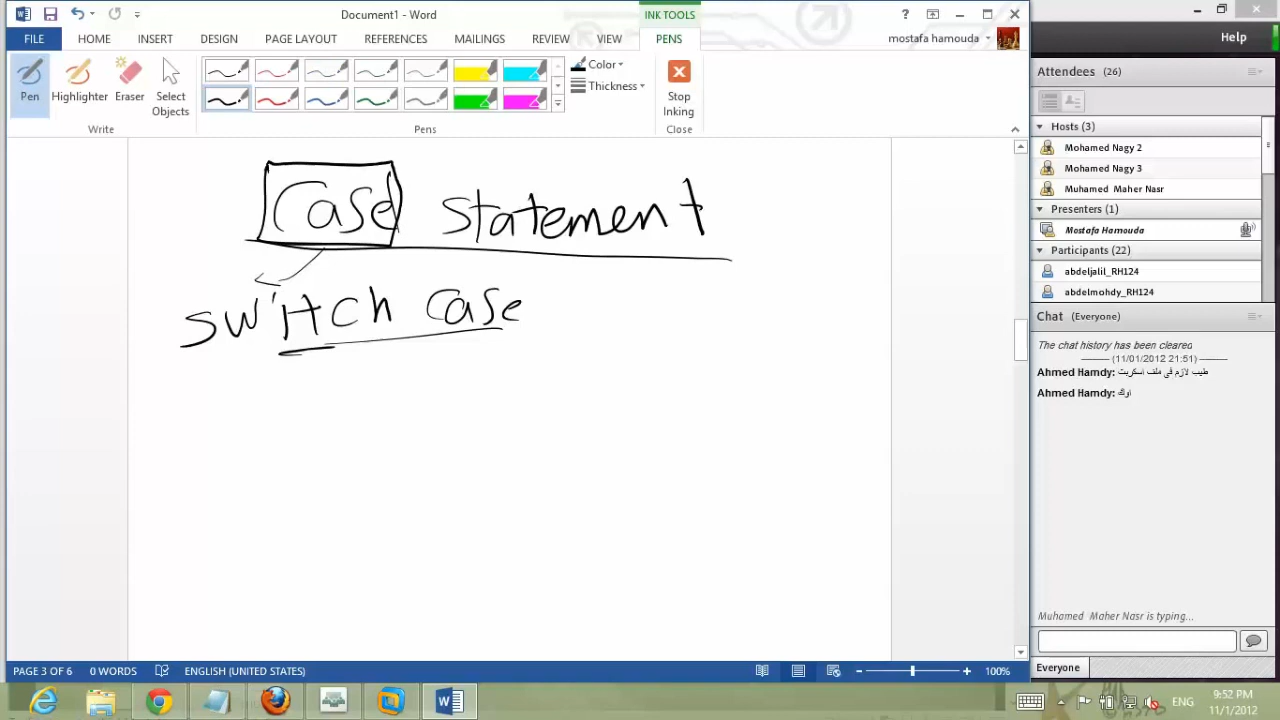 Document1 - Word
INK TOOLS
?
FILE
HOME
INSERT
DESIGN
PAGE LAYOUT
REFERENCES
MAILINGS
REVIEW
VIEW
PENS
mostafa hamouda
Pen
Highlighter
Eraser
Select
Objects
Color
Thickness
Stop
Inking
Write
Pens
Close
Case statement
switch case
PAGE 3 OF 6
0 WORDS
ENGLISH (UNITED STATES)
100%
Help
Attendees (26)
Hosts (3)
Mohamed Nagy 2
Mohamed Nagy 3
Muhamed Maher Nasr
Presenters (1)
Mostafa Hamouda
Participants (22)
abdeljalil_RH124
abdelmohdy_RH124
Chat (Everyone)
The chat history has been cleared
(11/01/2012 21:51)
Ahmed Hamdy: طيب لازم فى ملف اسكريت
Ahmed Hamdy: اوك
Muhamed Maher Nasr is typing...
Everyone
ENG
9:52 PM
11/1/2012